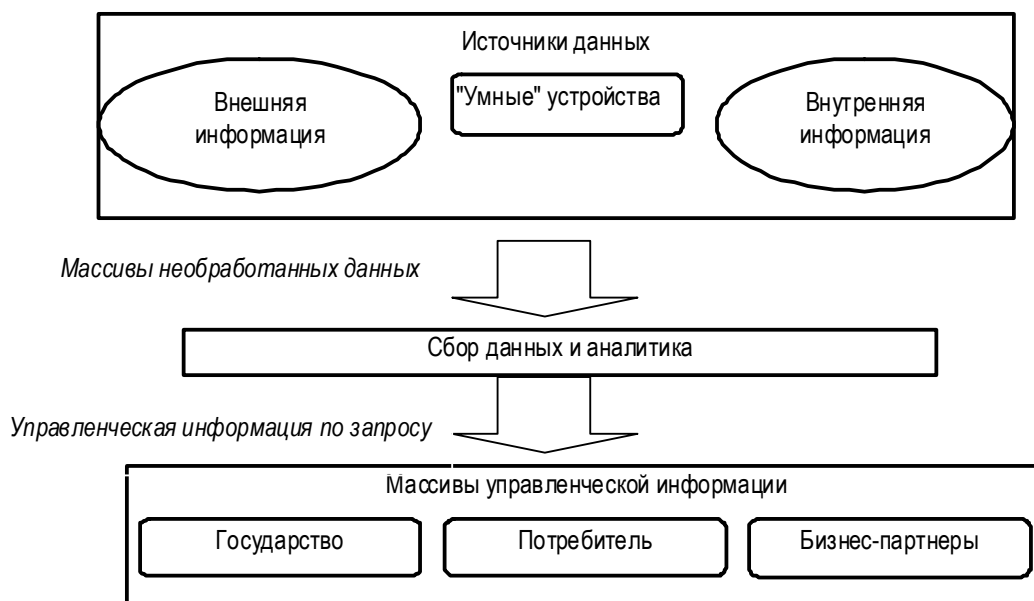 Источники данных
Внешняя
информация
"Умные" устройства
Внутренняя
информация
Массивы необработанных данных
Сбор данных и аналитика
Управленческая информация по запросу
Массивы управленческой информации
Государство
Потребитель
Бизнес-партнеры